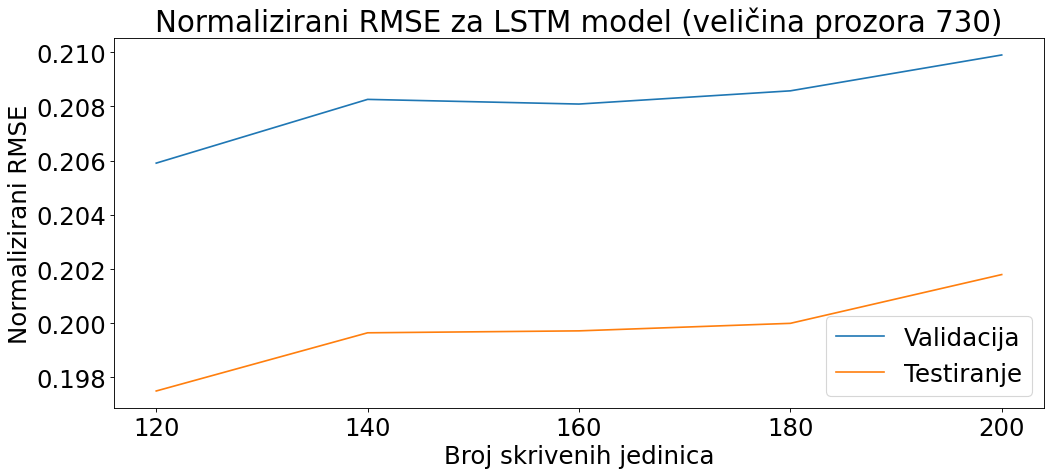 Normalizirani RMSE za LSTM model (veličina prozora 730)
Normalizirani RMSE
0.210
0.208
0.206
0.204
0.202
0.200
0.198
Validacija
Testiranje
120 140 160 180 200
Broj skrivenih jedinica